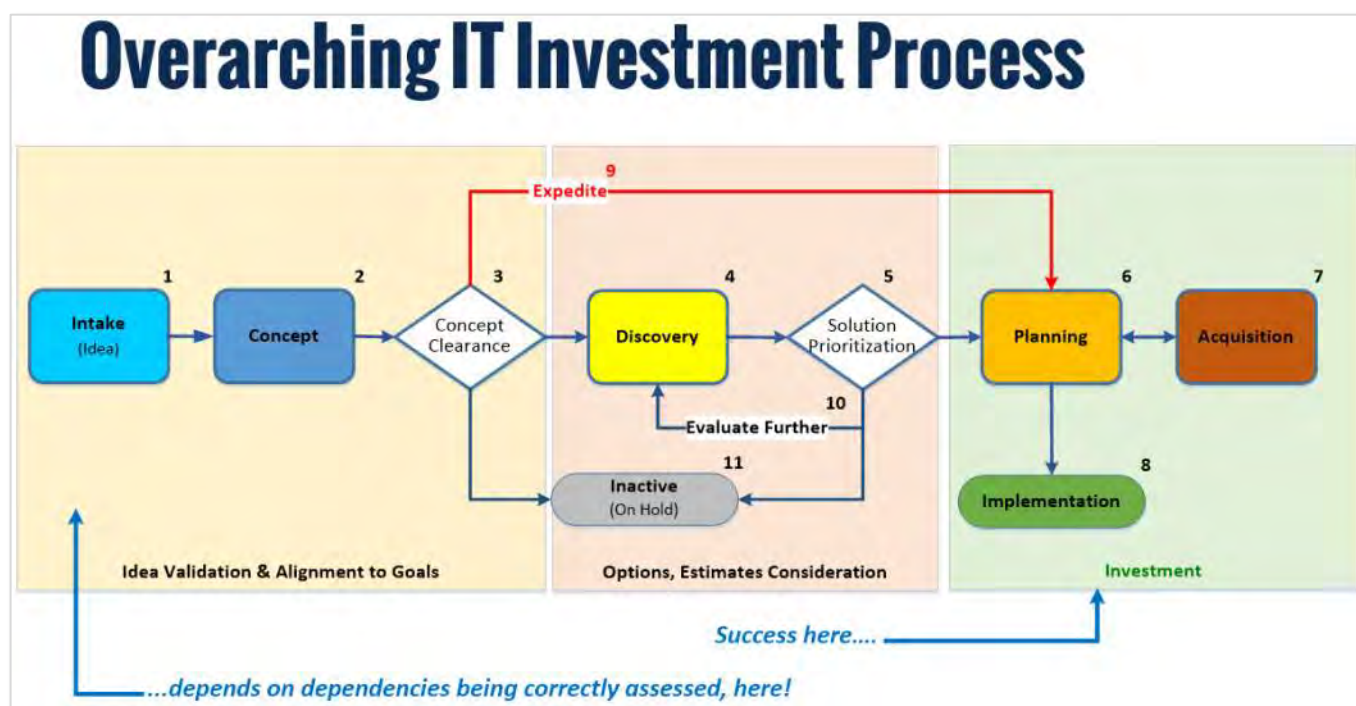 Overarching IT Investment Process
9
Expedite
1
2
3
4
5
6
7
Intake
(Idea)
Concept
Concept
Clearance
Discovery
Solution
Prioritization
Planning
Acquisition
10
Evaluate Further
11
Inactive
(On Hold)
8
Implementation
Idea Validation & Alignment to Goals
Options, Estimates Consideration
Investment
Success here....
...depends on dependencies being correctly assessed, here!